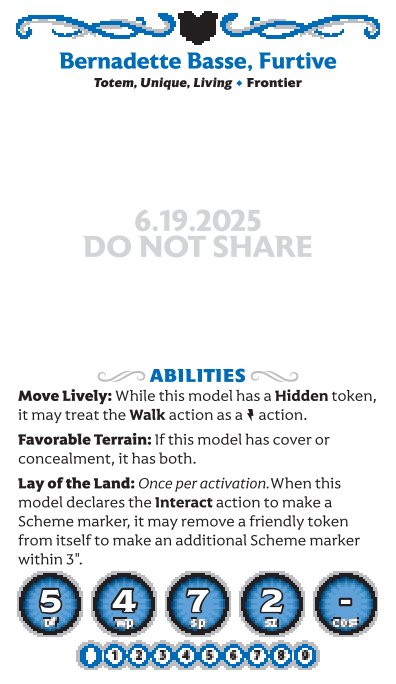 Bernadette Basse, Furtive
Totem, Unique, Living • Frontier
6.19.2025
DO NOT SHARE
ABILITIES
Move Lively: While this model has a Hidden token,
it may treat the Walk action as a action.
Favorable Terrain: If this model has cover or
concealment, it has both.
Lay of the Land: Once per activation.When this
model declares the Interact action to make a
Scheme marker, it may remove a friendly token
from itself to make an additional Scheme marker
within 3".
5 4 7 2 -
Df Wp Sp Sz Cost
1 2 3 4 5 6 7 8 9